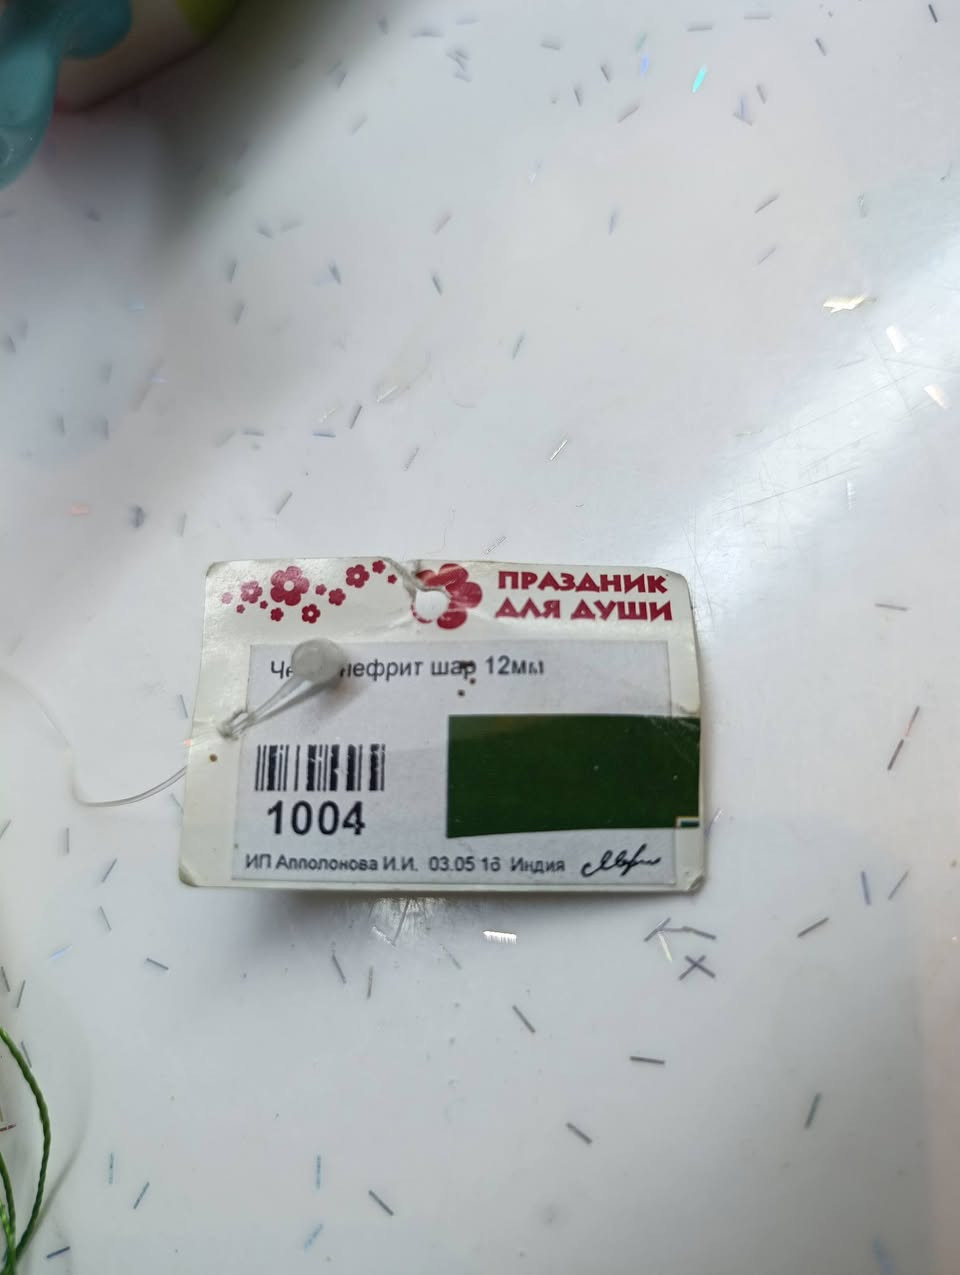 ПРАЗДНИК
ДЛЯ ДУШИ
нефрит шар 12мм
1004
ИП Апполонова И.И. 03.05 16 Индия